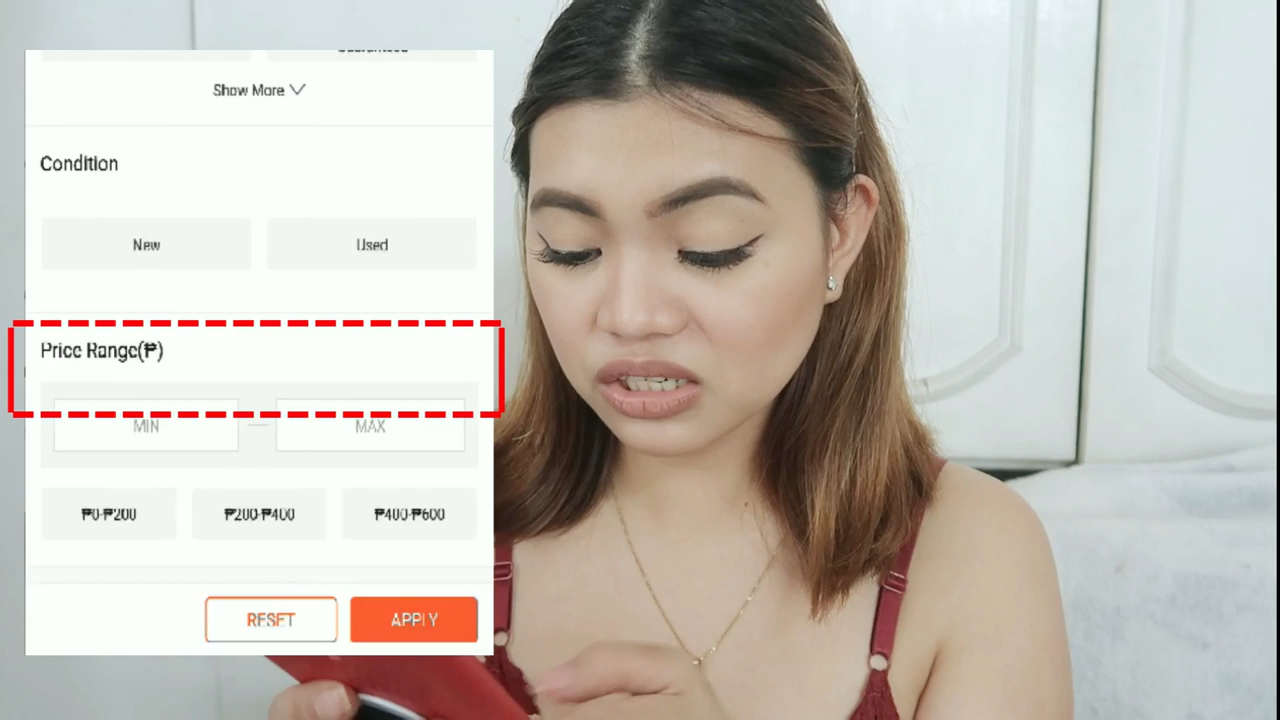 Show More
Condition
New
Used
Price Range(₱)
MIN
MAX
₱0-₱200
₱200-₱400
₱400-₱600
RESET
APPLY